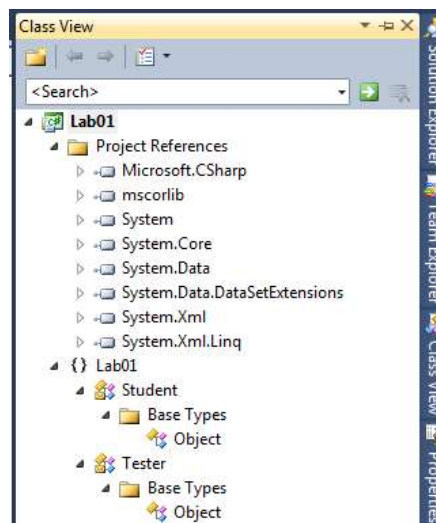 Class View
<Search>
Lab01
Project References
Microsoft.CSharp
mscorlib
System
System.Core
System.Data
System.Data.DataSetExtensions
System.Xml
System.Xml.Linq
{} Lab01
Student
Base Types
Object
Tester
Base Types
Object
Solution Explorer
Team Explorer
Class View
Properties